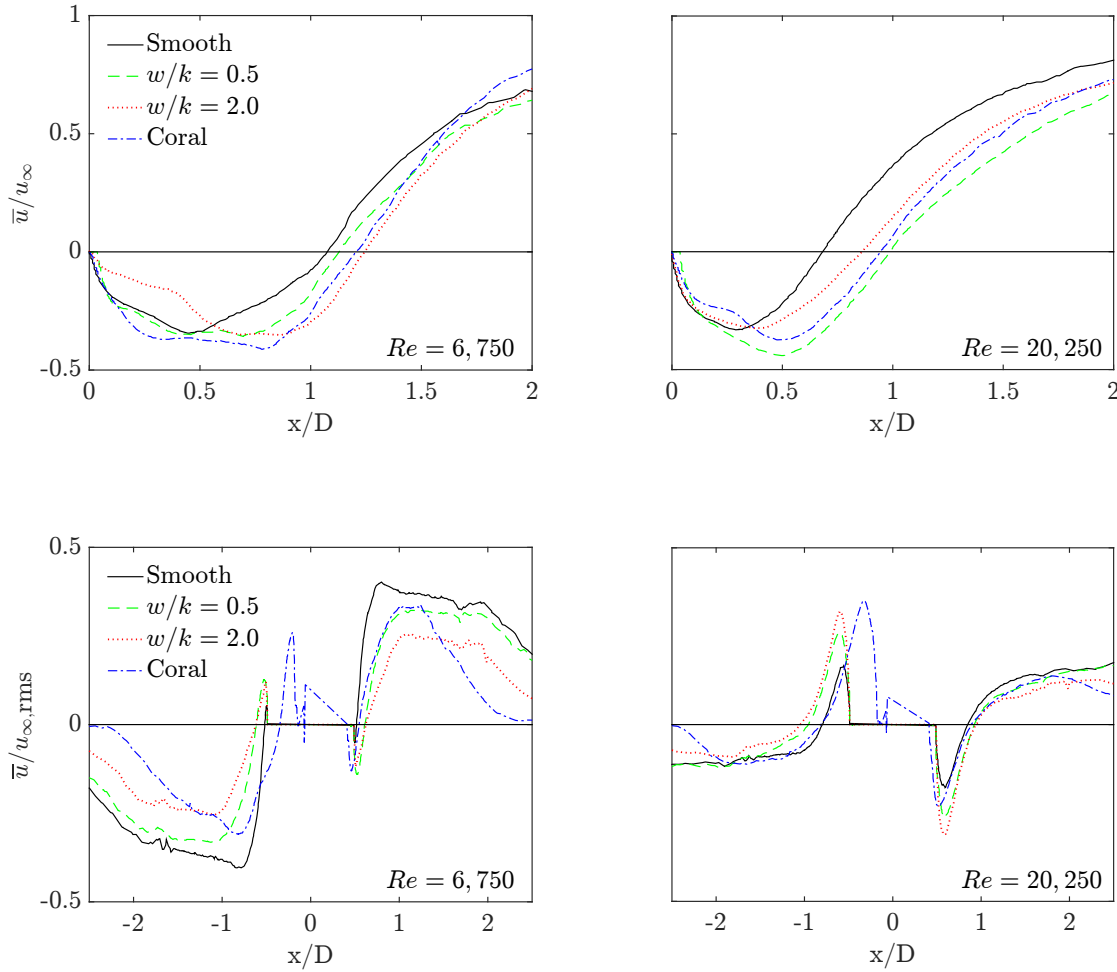 1
Smooth
w/k = 0.5
w/k = 2.0
Coral
0.5
u̅/u∞
0
-0.5
Re = 6,750
0 0.5 1 1.5 2
x/D
Re = 20,250
0 0.5 1 1.5 2
x/D
0.5
Smooth
w/k = 0.5
w/k = 2.0
Coral
u̅/u∞,rms
0
-0.5
Re = 6,750
-2 -1 0 1 2
x/D
Re = 20,250
-2 -1 0 1 2
x/D